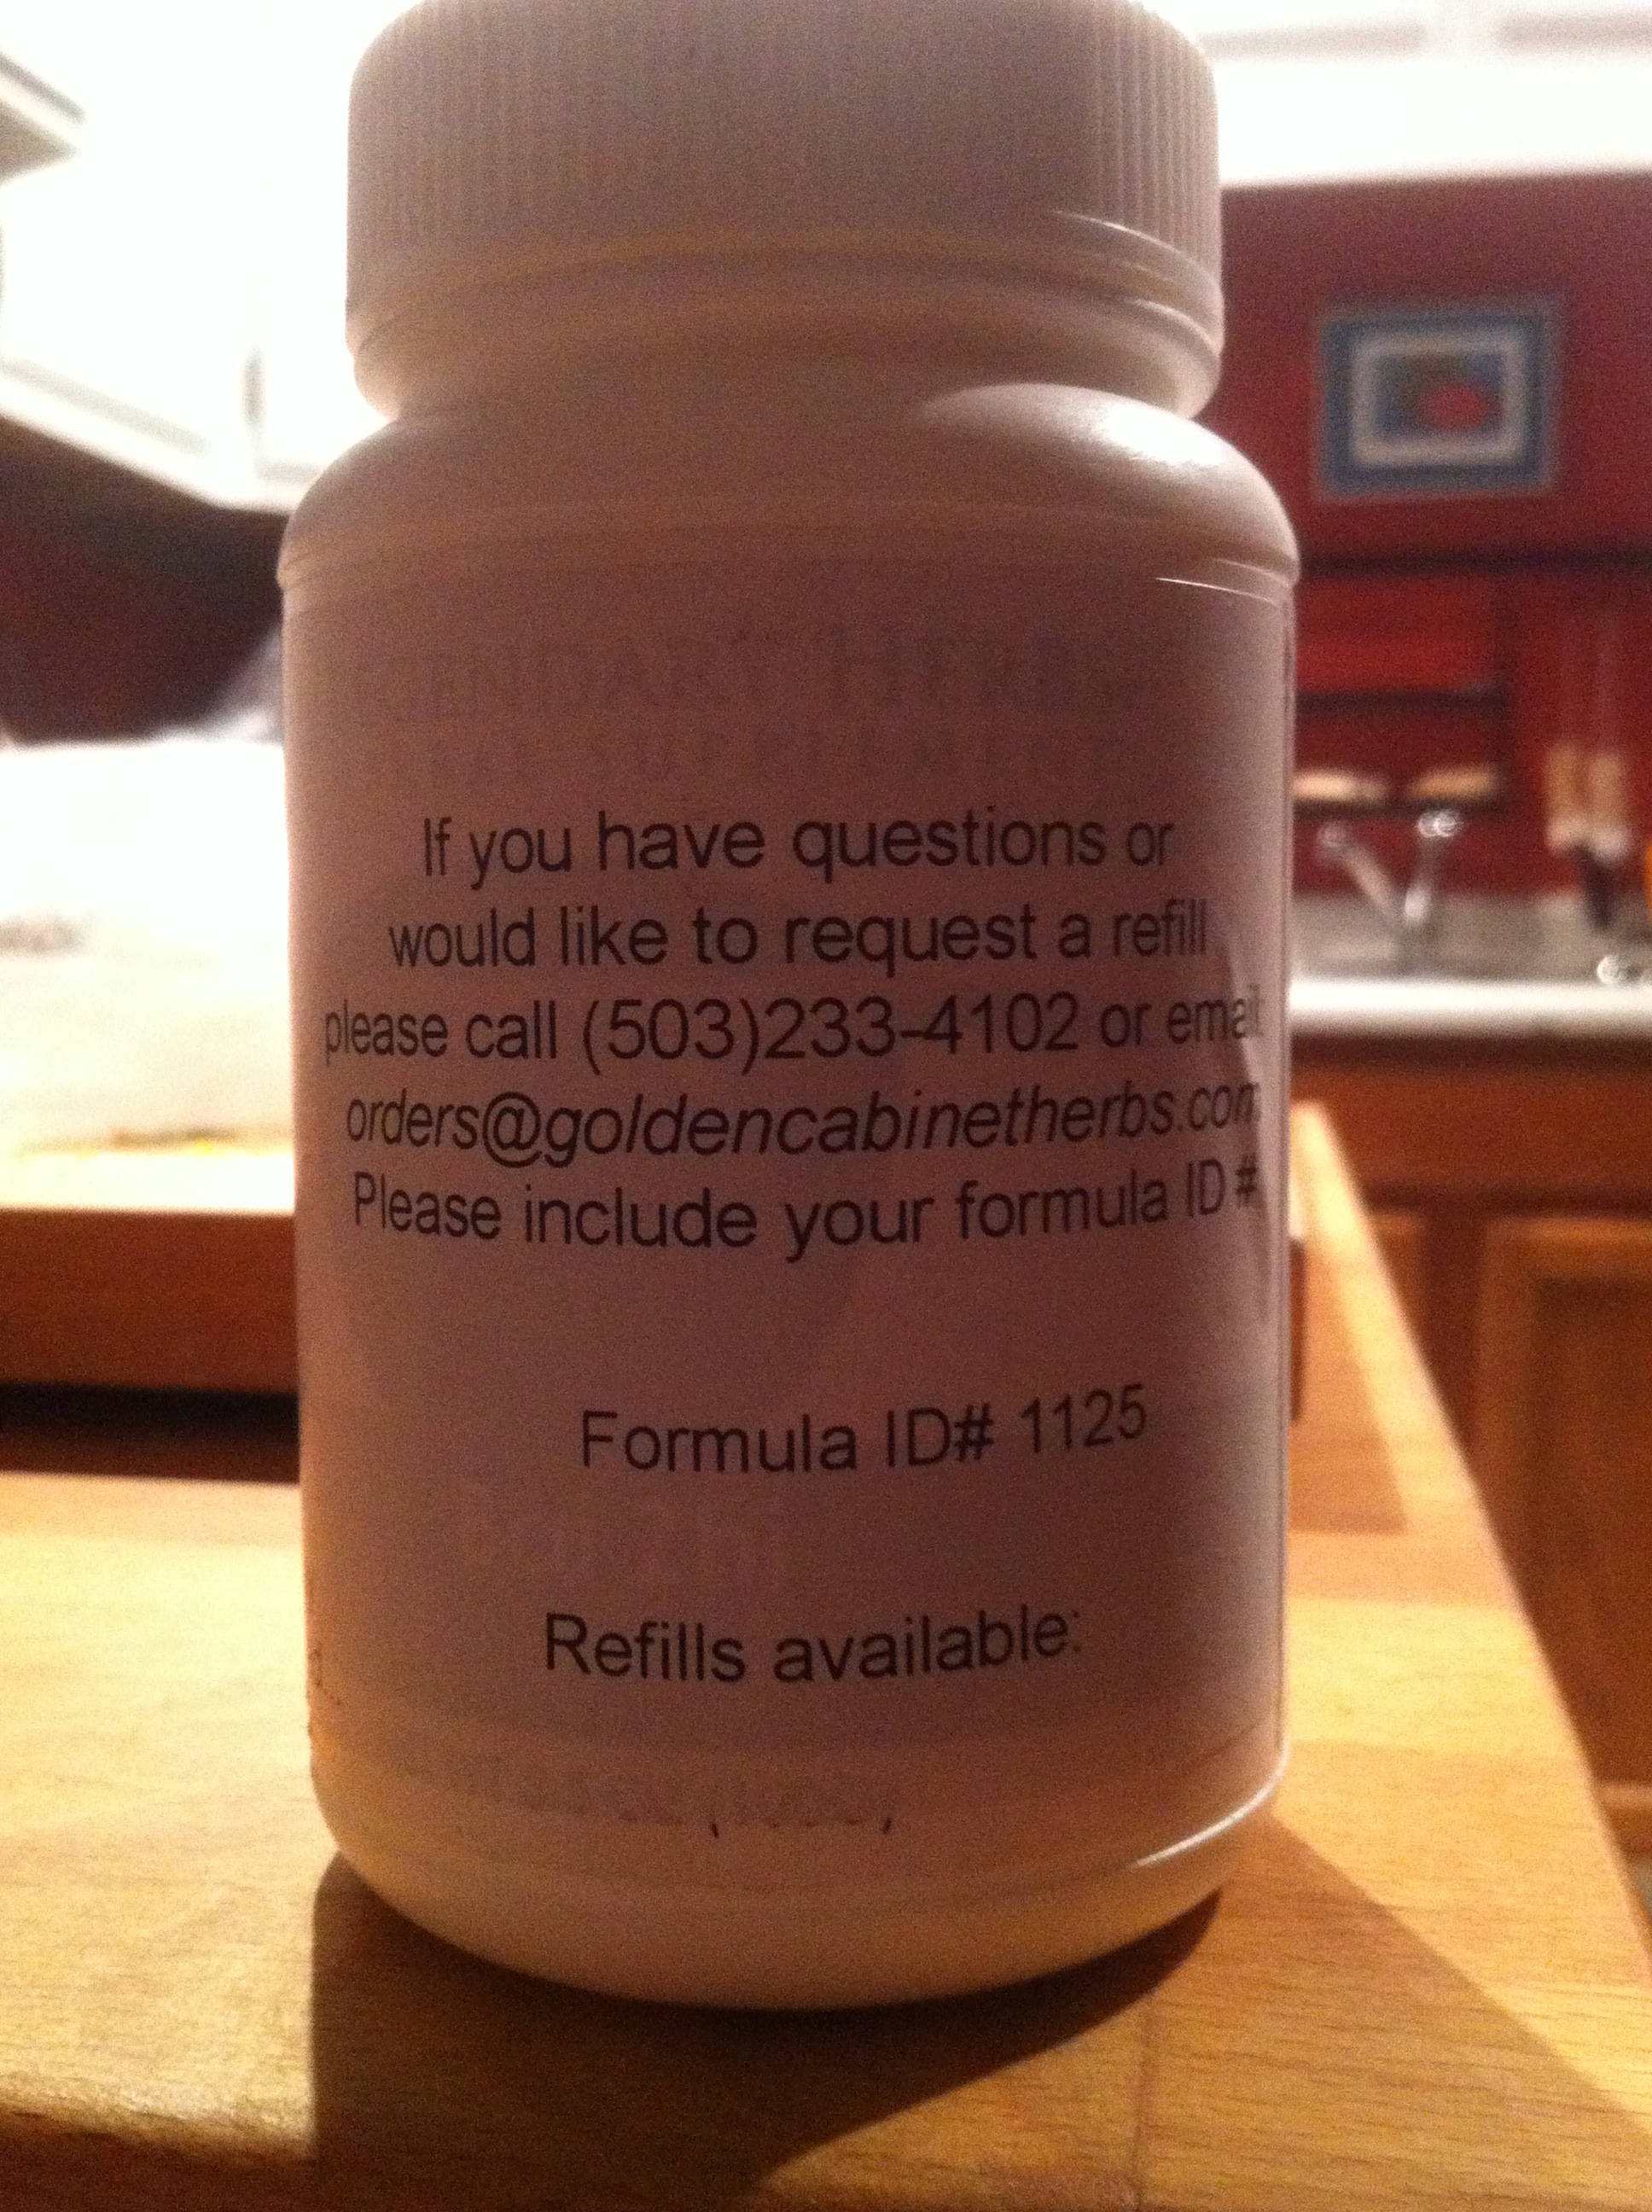 If you have questions or
would like to request a refill
please call (503)233-4102 or email
orders@goldencabinetherbs.com
Please include your formula ID #
Formula ID# 1125
Refills available: